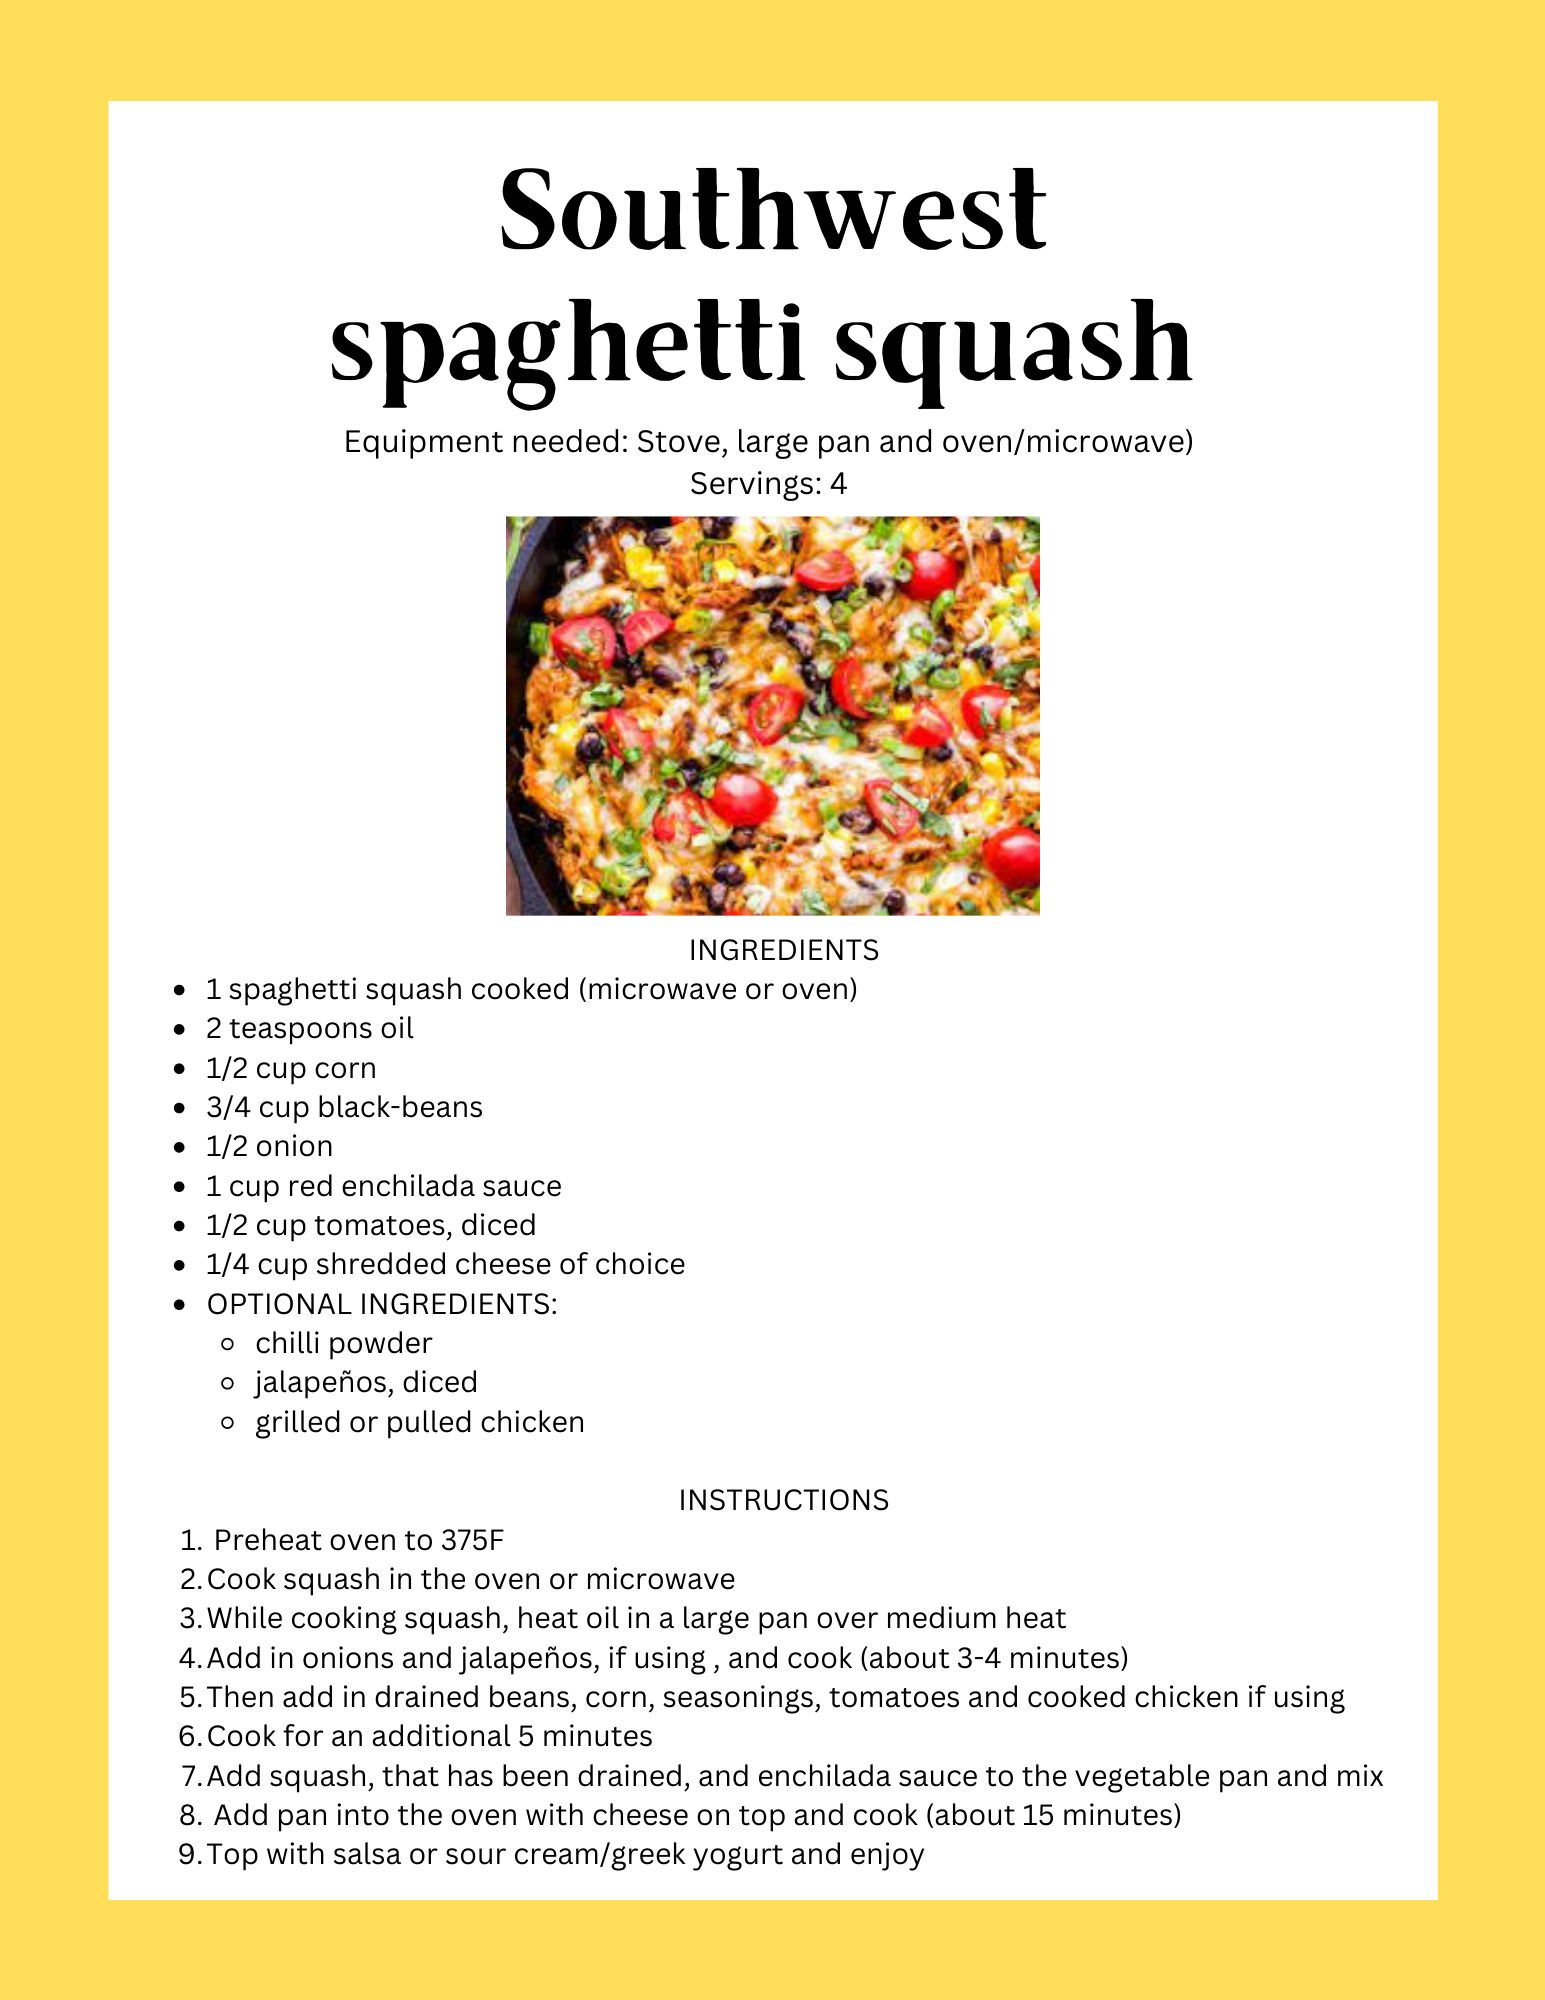 Southwest
spaghetti squash
Equipment needed: Stove, large pan and oven/microwave)
Servings: 4
INGREDIENTS
• 1 spaghetti squash cooked (microwave or oven)
• 2 teaspoons oil
• 1/2 cup corn
• 3/4 cup black-beans
• 1/2 onion
• 1 cup red enchilada sauce
• 1/2 cup tomatoes, diced
• 1/4 cup shredded cheese of choice
• OPTIONAL INGREDIENTS:
◦ chilli powder
◦ jalapeños, diced
◦ grilled or pulled chicken
INSTRUCTIONS
1. Preheat oven to 375F
2. Cook squash in the oven or microwave
3. While cooking squash, heat oil in a large pan over medium heat
4. Add in onions and jalapeños, if using , and cook (about 3-4 minutes)
5. Then add in drained beans, corn, seasonings, tomatoes and cooked chicken if using
6. Cook for an additional 5 minutes
7. Add squash, that has been drained, and enchilada sauce to the vegetable pan and mix
8. Add pan into the oven with cheese on top and cook (about 15 minutes)
9. Top with salsa or sour cream/greek yogurt and enjoy